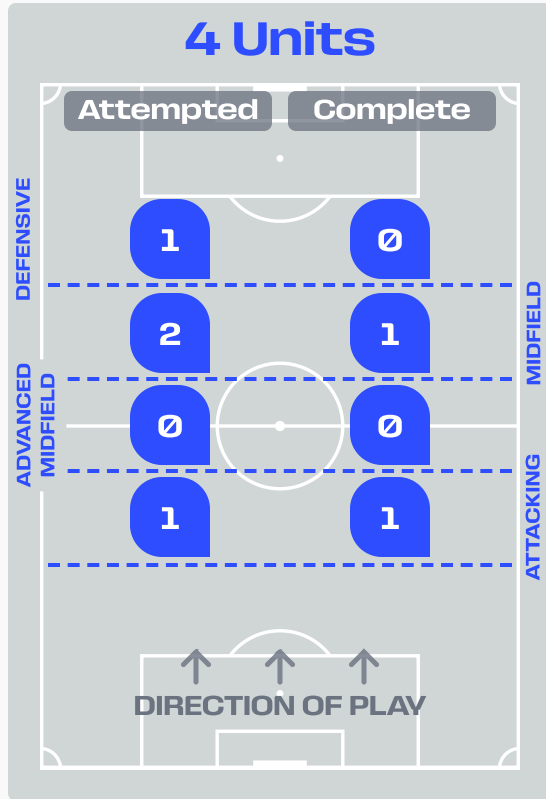 4 Units
Attempted Complete
DEFENSIVE
1 0
MIDFIELD
2 1
ADVANCED
MIDFIELD
0 0
ATTACKING
1 1
DIRECTION OF PLAY